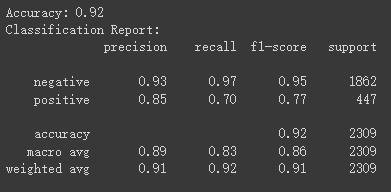 Accuracy: 0.92
Classification Report:
precision recall f1-score support
negative 0.93 0.97 0.95 1862
positive 0.85 0.70 0.77 447
accuracy 0.92 2309
macro avg 0.89 0.83 0.86 2309
weighted avg 0.91 0.92 0.91 2309